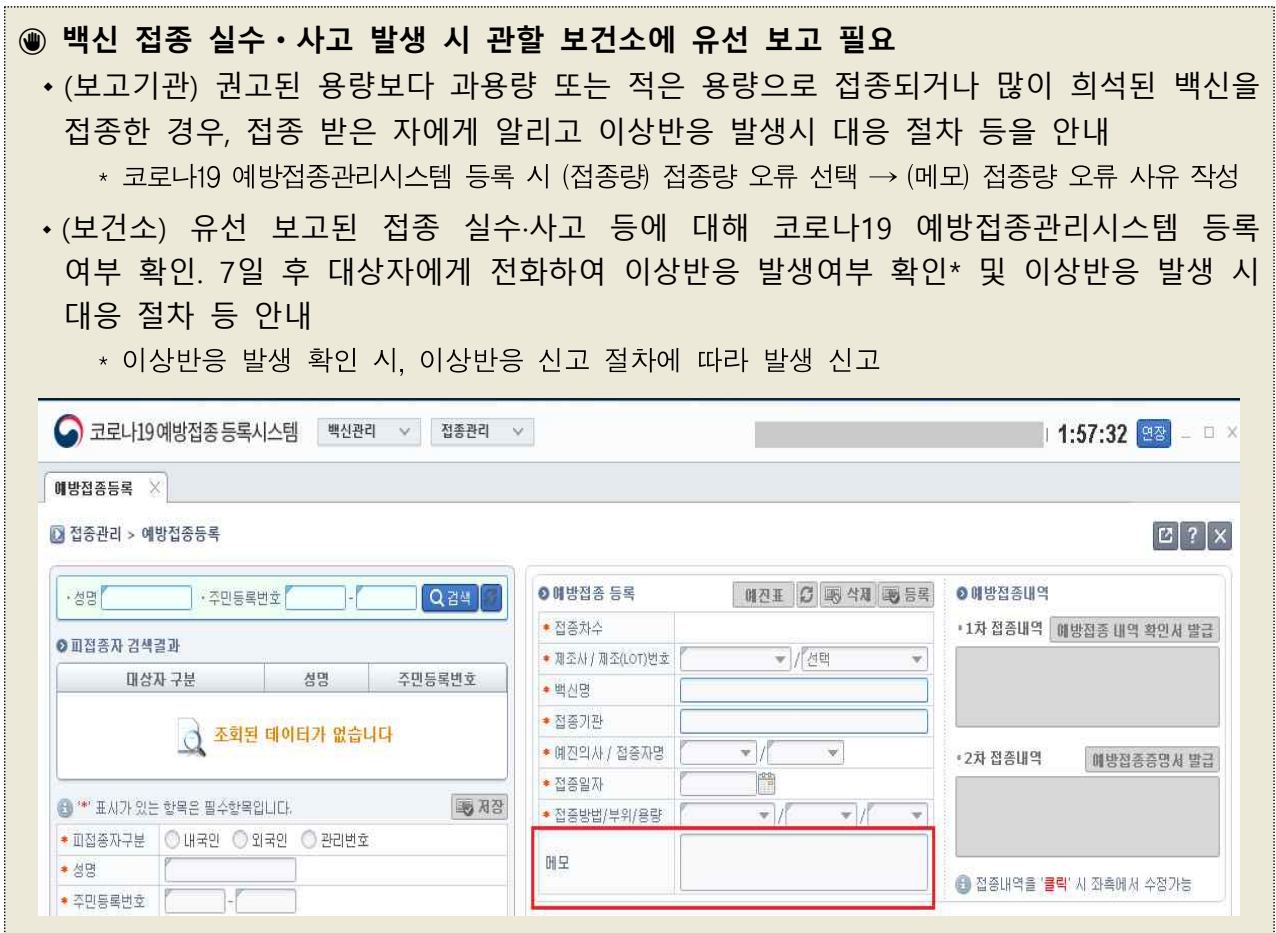 백신 접종 실수·사고 발생 시 관할 보건소에 유선 보고 필요
• (보고기관) 권고된 용량보다 과용량 또는 적은 용량으로 접종되거나 많이 희석된 백신을
접종한 경우, 접종 받은 자에게 알리고 이상반응 발생시 대응 절차 등을 안내
* 코로나19 예방접종관리시스템 등록 시 (접종량) 접종량 오류 선택 → (메모) 접종량 오류 사유 작성
• (보건소) 유선 보고된 접종 실수·사고 등에 대해 코로나19 예방접종관리시스템 등록
여부 확인. 7일 후 대상자에게 전화하여 이상반응 발생여부 확인* 및 이상반응 발생 시
대응 절차 등 안내
* 이상반응 발생 확인 시, 이상반응 신고 절차에 따라 발생 신고
코로나19예방접종 등록시스템 백신관리 접종관리 1:57:32 연장
예방접종등록
접종관리 > 예방접종등록
·성명 ·주민등록번호 - 검색
피접종자 검색결과
대상자 구분 성명 주민등록번호
조회된 데이터가 없습니다
'*' 표시가 있는 항목은 필수항목입니다. 저장
* 피접종자구분 내국인 외국인 관리번호
* 성명
* 주민등록번호 -
예방접종 등록 예진표 삭제 등록
* 접종차수
* 제조사/제조(LOT)번호 / 선택
* 백신명
* 접종기관
* 예진의사 / 접종자명 /
* 접종일자
* 접종방법/부위/용량 / /
메모
예방접종내역
•1차 접종내역 예방접종 내역 확인서 발급
•2차 접종내역 예방접종증명서 발급
접종내역을 '클릭' 시 좌측에서 수정가능